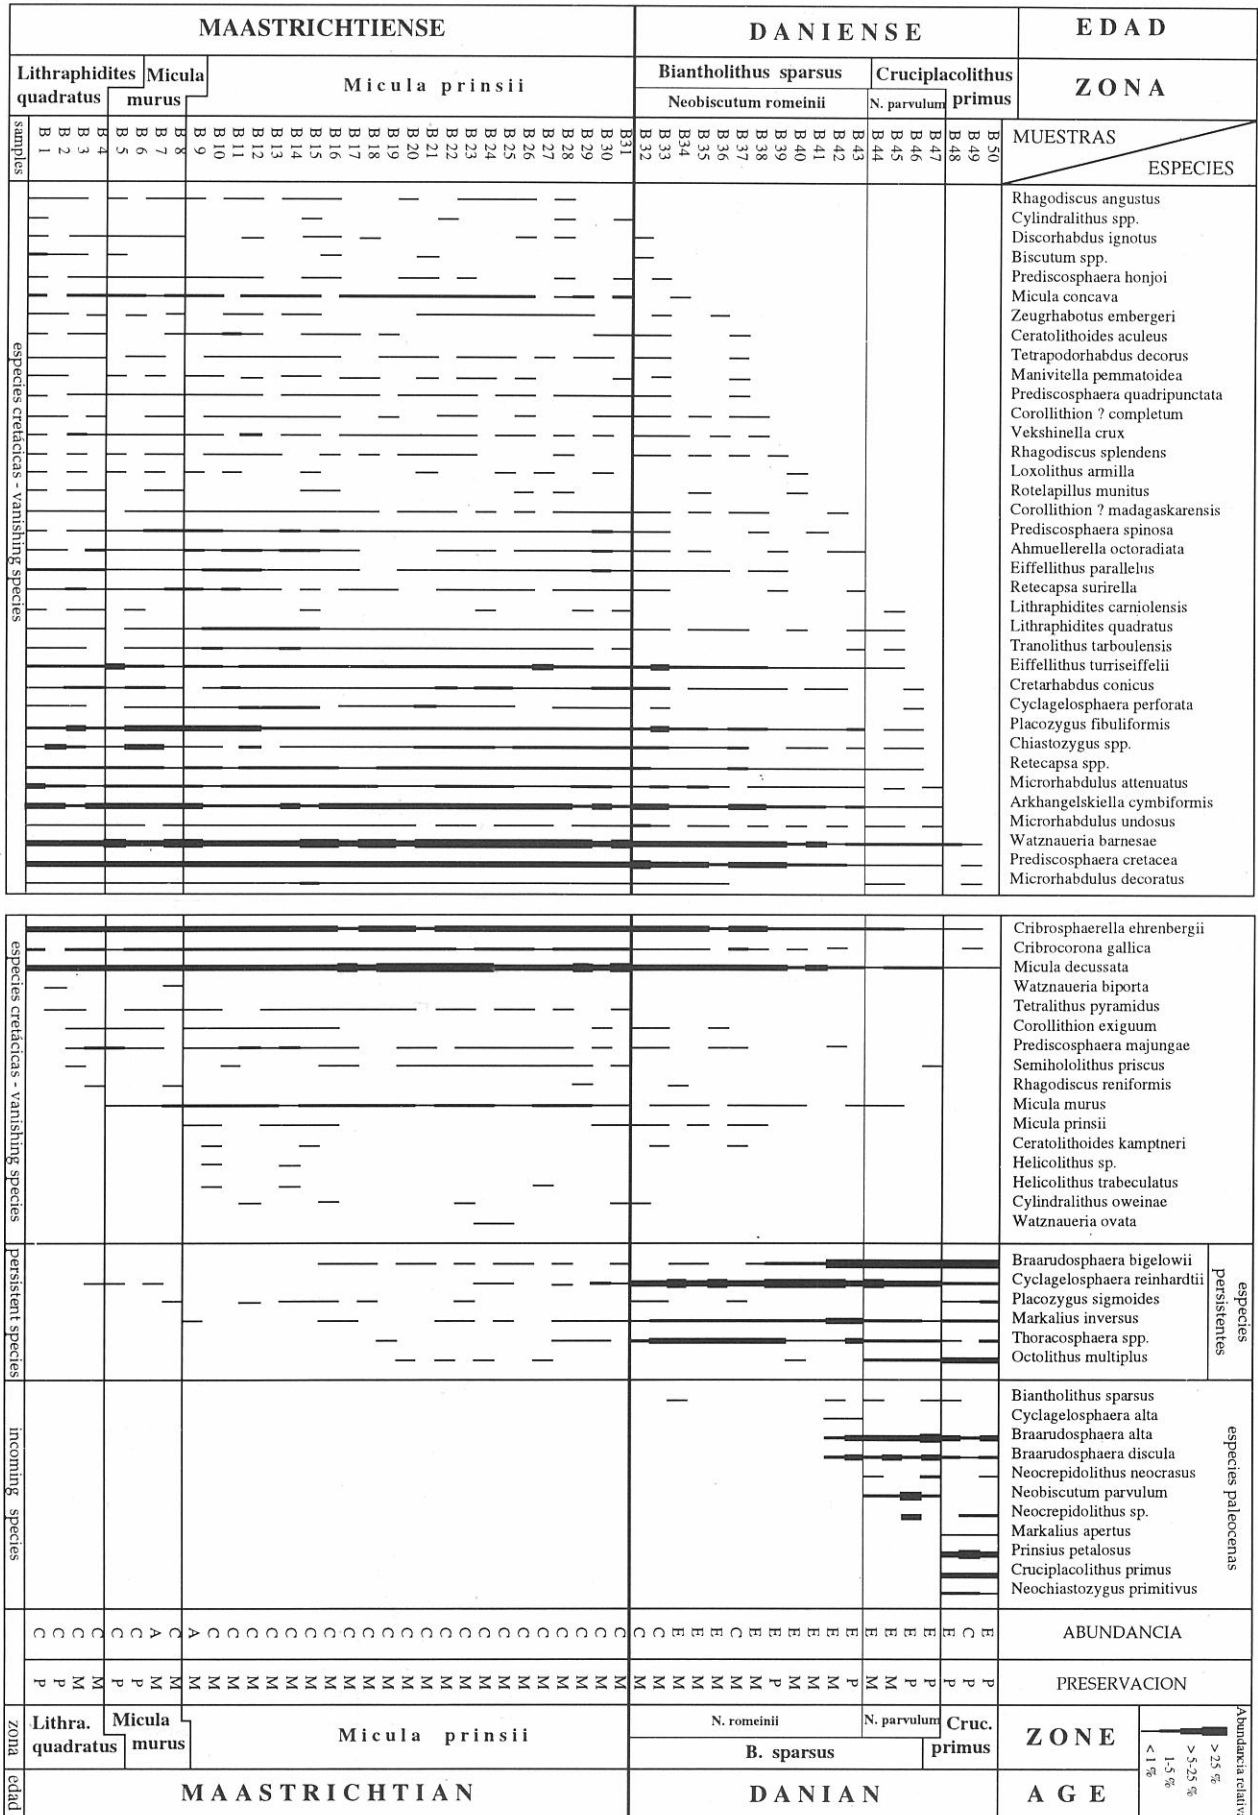 MAASTRICHTIENSE
DANIENSE
EDAD
Lithraphidites quadratus
Micula murus
Micula prinsii
Biantholithus sparsus
Neobiscutum romeinii
Cruciplacolithus primus
N. parvulum
ZONA
samples
B 1
B 2
B 3
B 4
B 5
B 6
B 7
B 8
B 9
B 10
B 11
B 12
B 13
B 14
B 15
B 16
B 17
B 18
B 19
B 20
B 21
B 22
B 23
B 24
B 25
B 26
B 27
B 28
B 29
B 30
B31
B 32
B 33
B34
B 35
B 36
B 37
B 38
B 39
B 40
B 41
B 42
B 43
B 44
B 45
B 46
B 47
B 48
B 49
B 50
MUESTRAS
ESPECIES
especies cretácicas - vanishing species
Rhagodiscus angustus
Cylindralithus spp.
Discorhabdus ignotus
Biscutum spp.
Prediscosphaera honjoi
Micula concava
Zeugrhabotus embergeri
Ceratolithoides aculeus
Tetrapodorhabdus decorus
Manivitella pemmatoidea
Prediscosphaera quadripunctata
Corollithion ? completum
Vekshinella crux
Rhagodiscus splendens
Loxolithus armilla
Rotelapillus munitus
Corollithion ? madagaskarensis
Prediscosphaera spinosa
Ahmuellerella octoradiata
Eiffellithus parallelus
Retecapsa surirella
Lithraphidites carniolensis
Lithraphidites quadratus
Tranolithus tarboulensis
Eiffellithus turriseiffelii
Cretarhabdus conicus
Cyclagelosphaera perforata
Placozygus fibuliformis
Chiastozygus spp.
Retecapsa spp.
Microrhabdulus attenuatus
Arkhangelskiella cymbiformis
Microrhabdulus undosus
Watznaueria barnesae
Prediscosphaera cretacea
Microrhabdulus decoratus
especies cretácicas - vanishing species
Cribrosphaerella ehrenbergii
Cribrocorona gallica
Micula decussata
Watznaueria biporta
Tetralithus pyramidus
Corollithion exiguum
Prediscosphaera majungae
Semihololithus priscus
Rhagodiscus reniformis
Micula murus
Micula prinsii
Ceratolithoides kamptneri
Helicolithus sp.
Helicolithus trabeculatus
Cylindralithus oweinae
Watznaueria ovata
persistent species
Braarudosphaera bigelowii
Cyclagelosphaera reinhardtii
Placozygus sigmoides
Markalius inversus
Thoracosphaera spp.
Octolithus multiplus
especies persistentes
incoming species
Biantholithus sparsus
Cyclagelosphaera alta
Braarudosphaera alta
Braarudosphaera discula
Neocrepidolithus neocrasus
Neobiscutum parvulum
Neocrepidolithus sp.
Markalius apertus
Prinsius petalosus
Cruciplacolithus primus
Neochiastozygus primitivus
especies paleocenas
C C C C C C A C A C C C C C C C C C C C C C C C C C C C C C C C C E E E C E E E E E E E E E E E C E
ABUNDANCIA
P P M M P P M M M M M M M M M M M M M M M M M M M M M M M M M M M M M M M M P M M M P M M P P P P P
PRESERVACION
zona
Lithra. quadratus
Micula murus
Micula prinsii
N. romeinii
B. sparsus
N. parvulum
Cruc. primus
ZONE
edad
MAASTRICHTIAN
DANIAN
AGE
Abundancia relativa
< 1 %
1-5 %
> 5-25 %
> 25 %